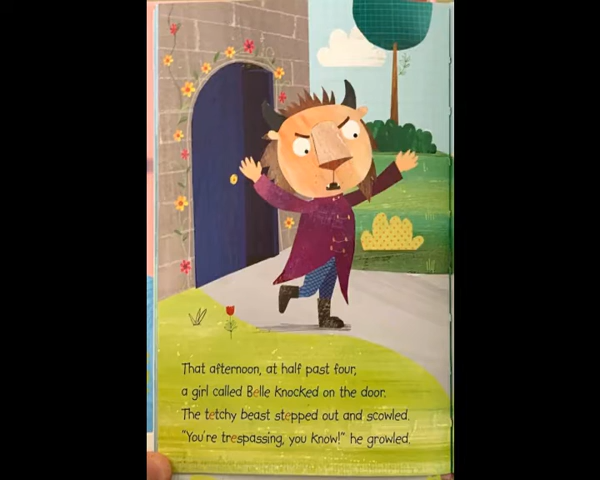 That afternoon, at half past four,
a girl called Belle knocked on the door.
The tetchy beast stepped out and scowled.
"You're trespassing, you know!" he growled.